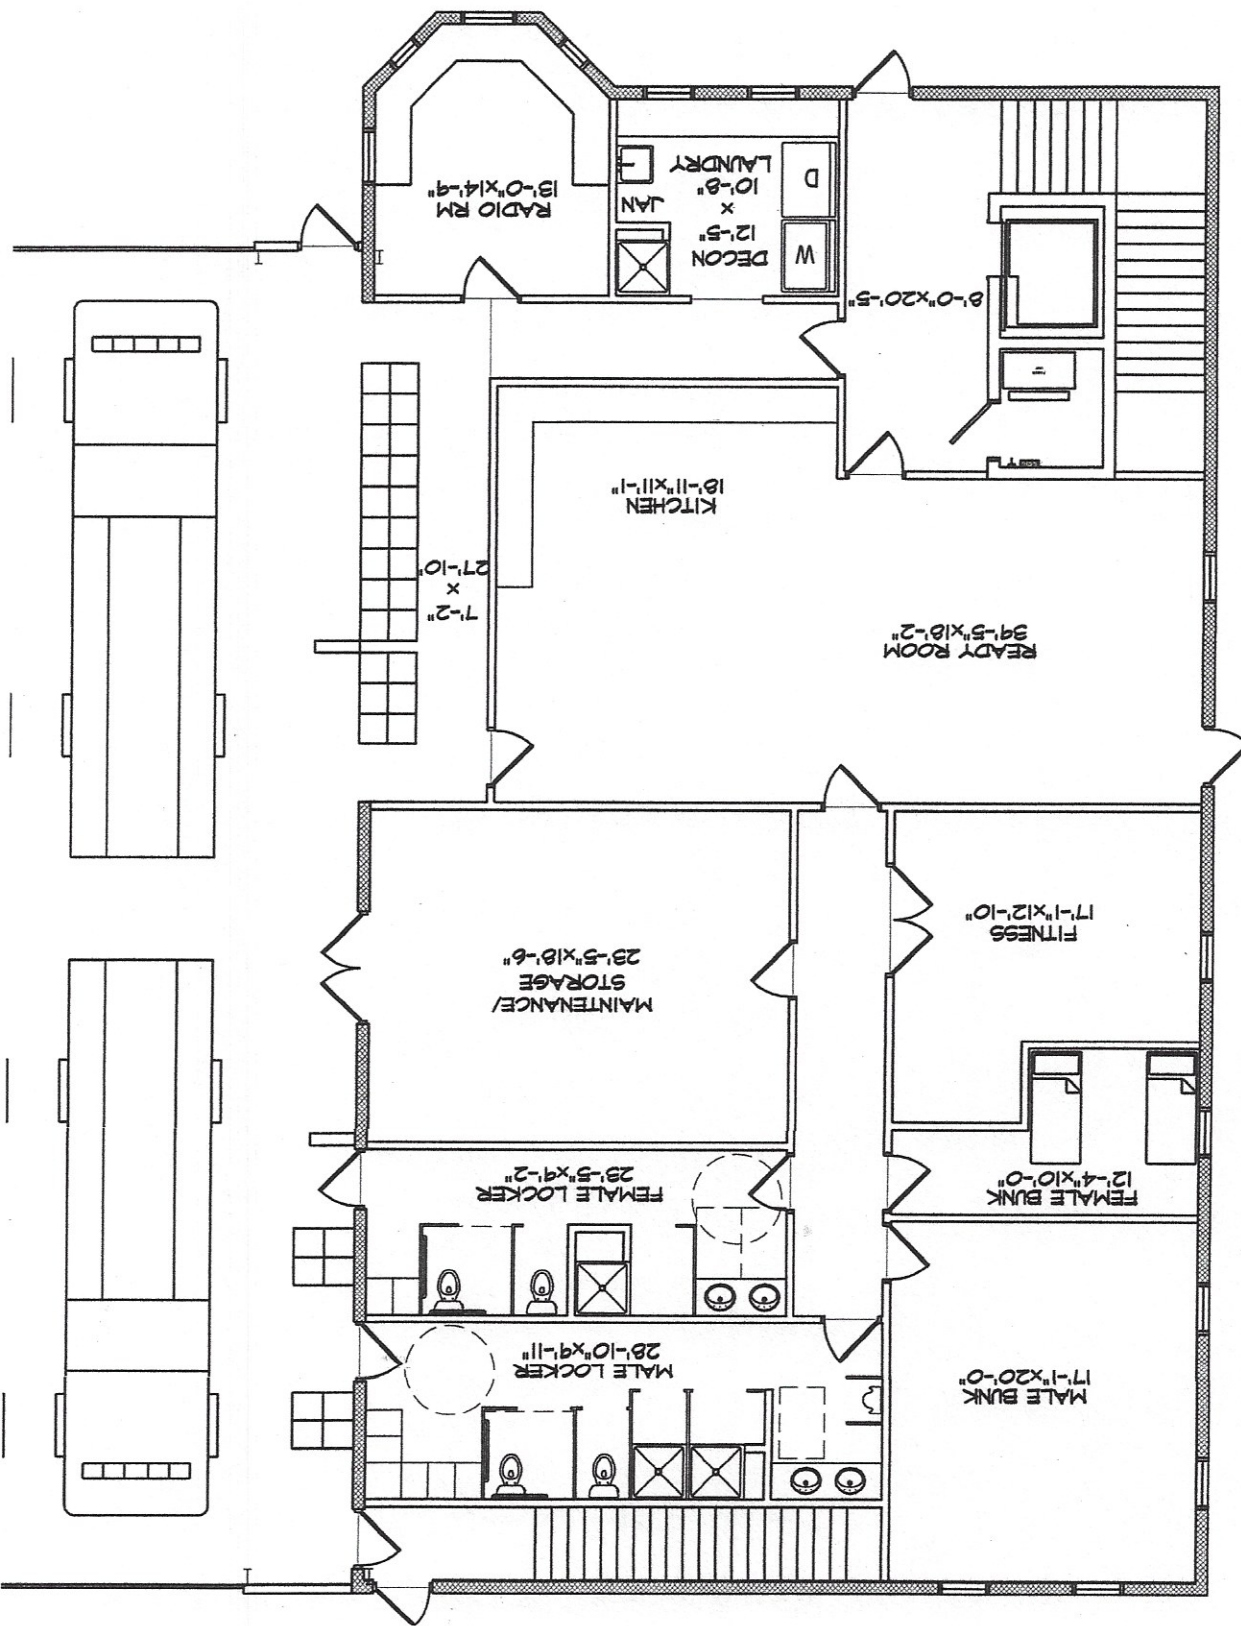 MALE BUNK
17'-1"x20'-0"
MALE LOCKER
28'-10"x9'-11"
FEMALE BUNK
12'-4"x10'-0"
FEMALE LOCKER
23'-5"x9'-2"
FITNESS
17'-1"x12'-10"
MAINTENANCE/
STORAGE
23'-5"x18'-6"
READY ROOM
39'-5"x18'-2"
7'-2"
x
27'-10"
KITCHEN
18'-11"x11'-1"
8'-0"x20'-5"
W
DECON
12'-5"
x
10'-8"
LAUNDRY
D
JAN
RADIO RM
13'-0"x14'-9"